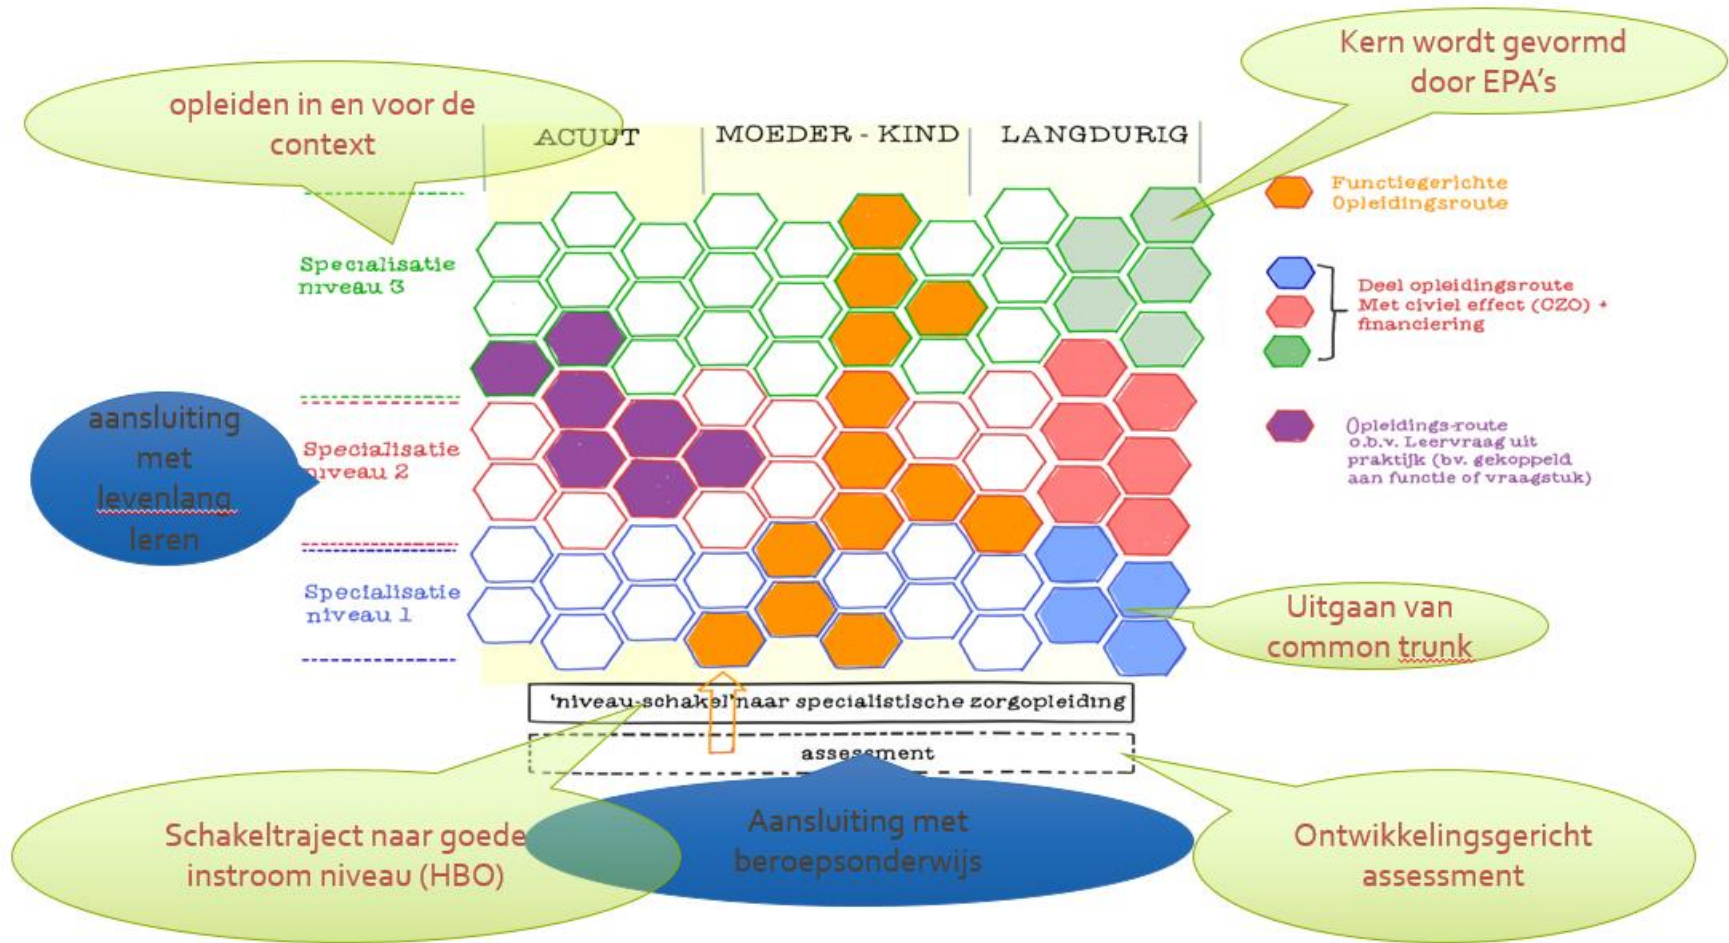 opleiden in en voor de
context
Kern wordt gevormd
door EPA's
ACUUT
MOEDER - KIND
LANGDURIG
Functiegerichte
Opleidingsroute
Specialisatie
niveau 3
Deel opleidingsroute
Met civiel effect (CZO) +
financiering
aansluiting
met
levenlang
leren
Specialisatie
niveau 2
Opleidings-route
o.b.v. Leervraag uit
praktijk (bv. gekoppeld
aan functie of vraagstuk)
Specialisatie
niveau 1
Uitgaan van
common trunk
'niveau-schakel'naar specialistische zorgopleiding
assessment
Schakeltraject naar goede
instroom niveau (HBO)
Aansluiting met
beroepsonderwijs
Ontwikkelingsgericht
assessment